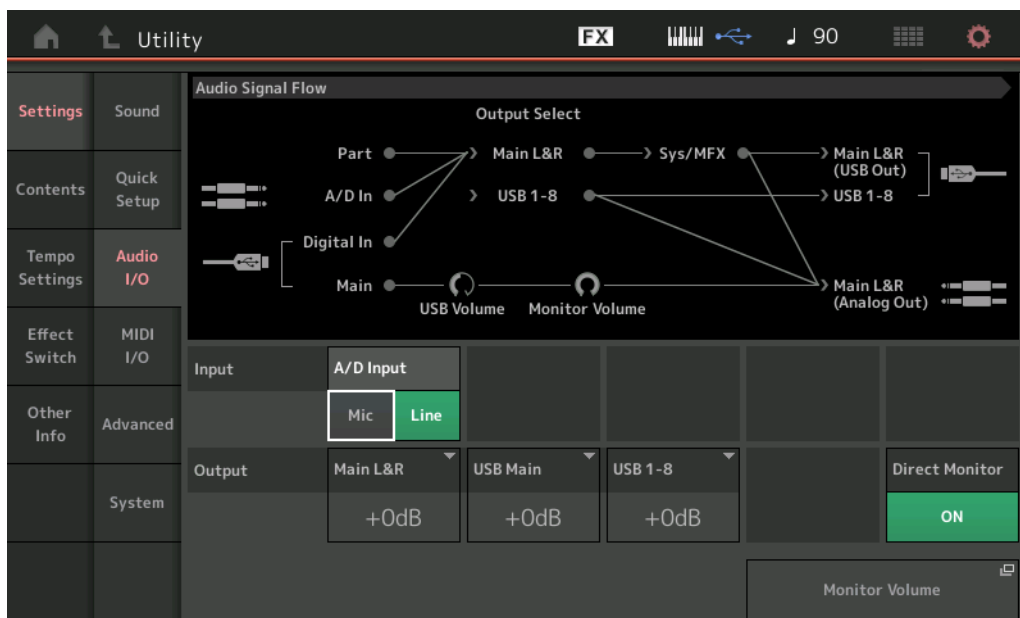 Utility
FX
90
Settings
Contents
Tempo
Settings
Effect
Switch
Other
Info
Sound
Quick
Setup
Audio
I/O
MIDI
I/O
Advanced
System
Audio Signal Flow
Output Select
Part
Main L&R
Sys/MFX
Main L&R
(USB Out)
A/D In
USB 1-8
USB 1-8
Digital In
Main
USB Volume
Monitor Volume
Main L&R
(Analog Out)
Input
A/D Input
Mic
Line
Output
Main L&R
+0dB
USB Main
+0dB
USB 1-8
+0dB
Direct Monitor
ON
Monitor Volume